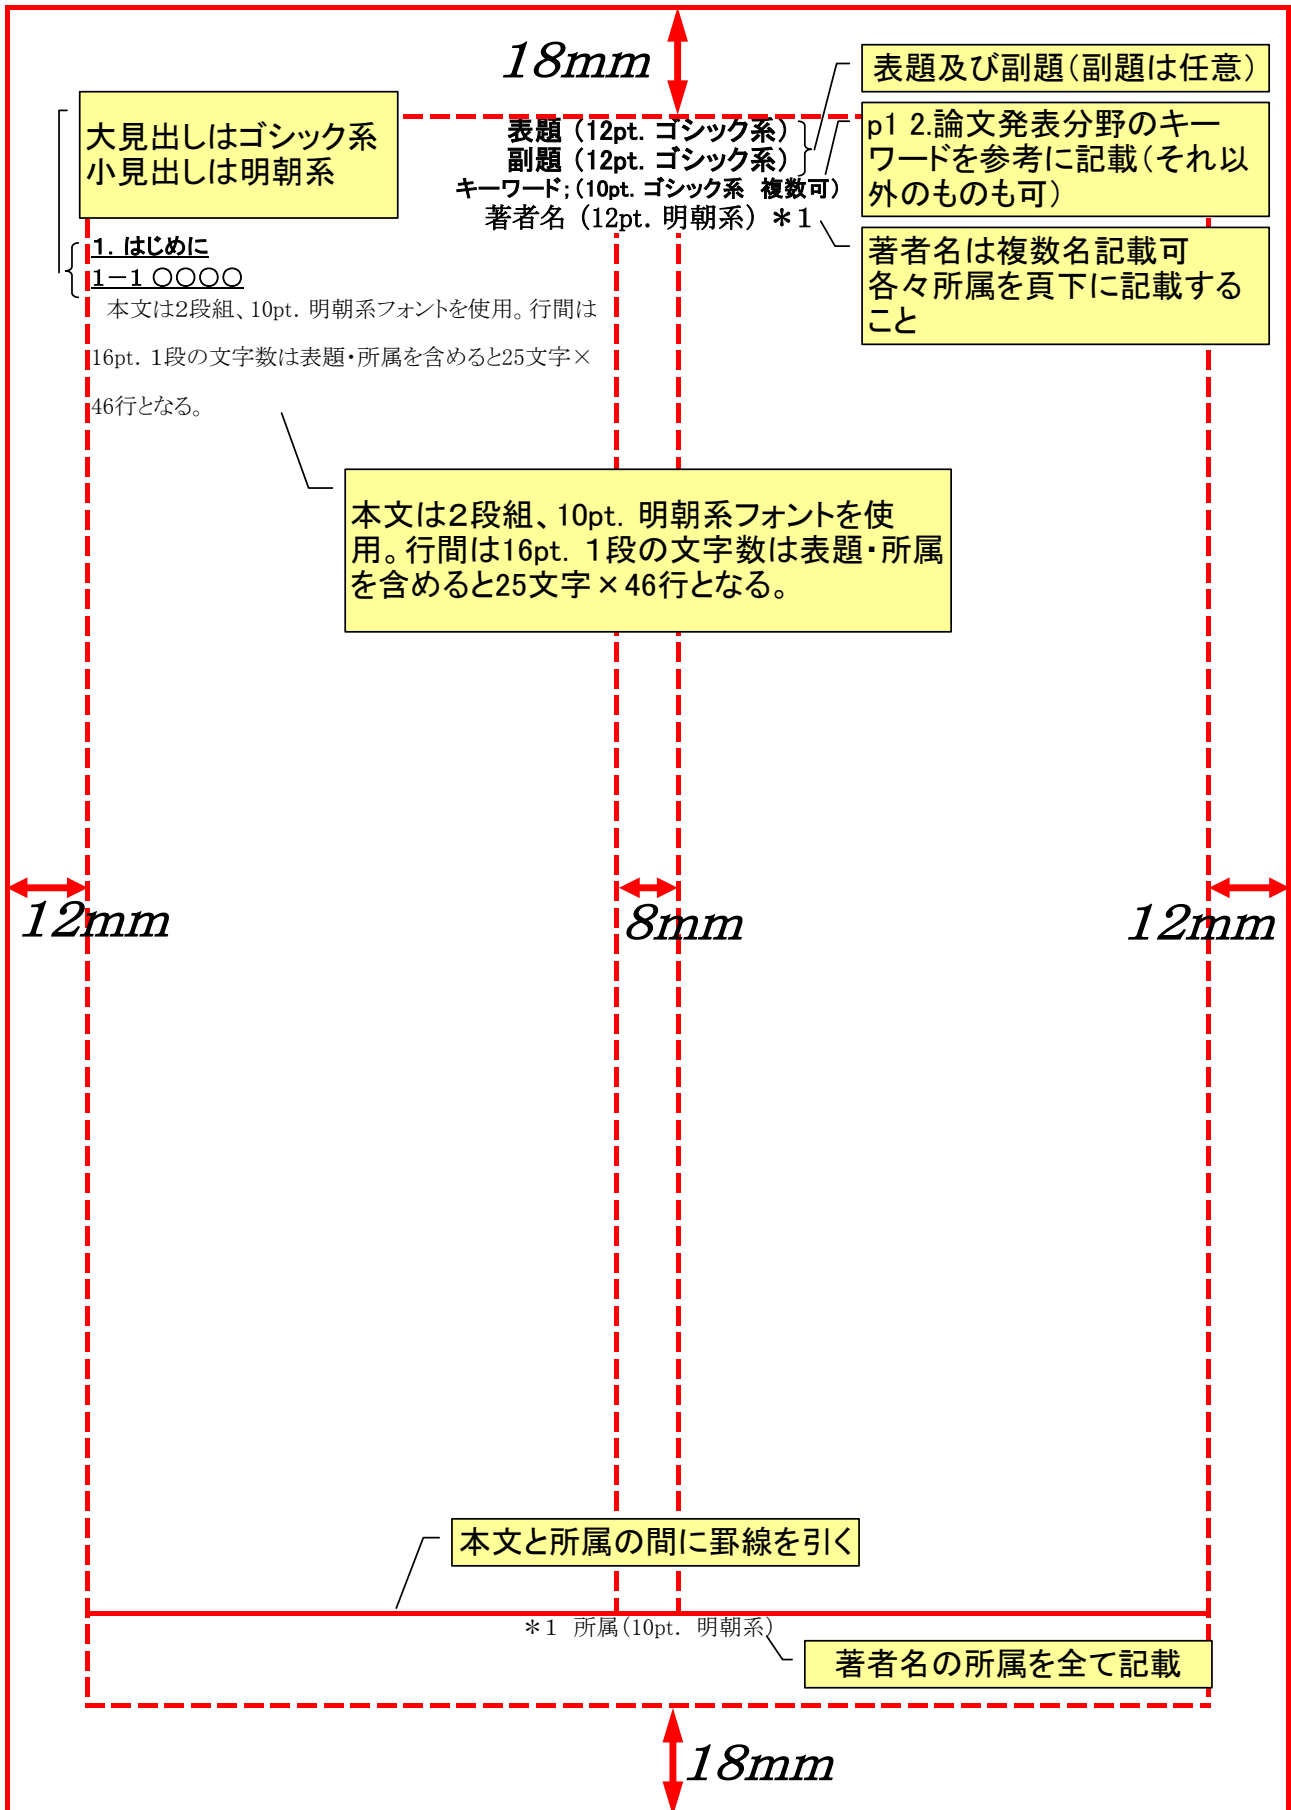 18mm
表題及び副題(副題は任意)
大見出しはゴシック系
小見出しは明朝系
表題 (12pt. ゴシック系)
副題 (12pt. ゴシック系)
キーワード;(10pt. ゴシック系 複数可)
著者名 (12pt. 明朝系) *1
p1 2.論文発表分野のキー
ワードを参考に記載(それ以
外のものも可)
著者名は複数名記載可
各々所属を頁下に記載する
こと
1. はじめに
1-1 ○○○○
本文は2段組、10pt. 明朝系フォントを使用。行間は
16pt. 1段の文字数は表題・所属を含めると25文字×
46行となる。
本文は2段組、10pt. 明朝系フォントを使
用。行間は16pt. 1段の文字数は表題・所属
を含めると25文字×46行となる。
12mm
8mm
12mm
本文と所属の間に罫線を引く
*1 所属(10pt. 明朝系)
著者名の所属を全て記載
18mm